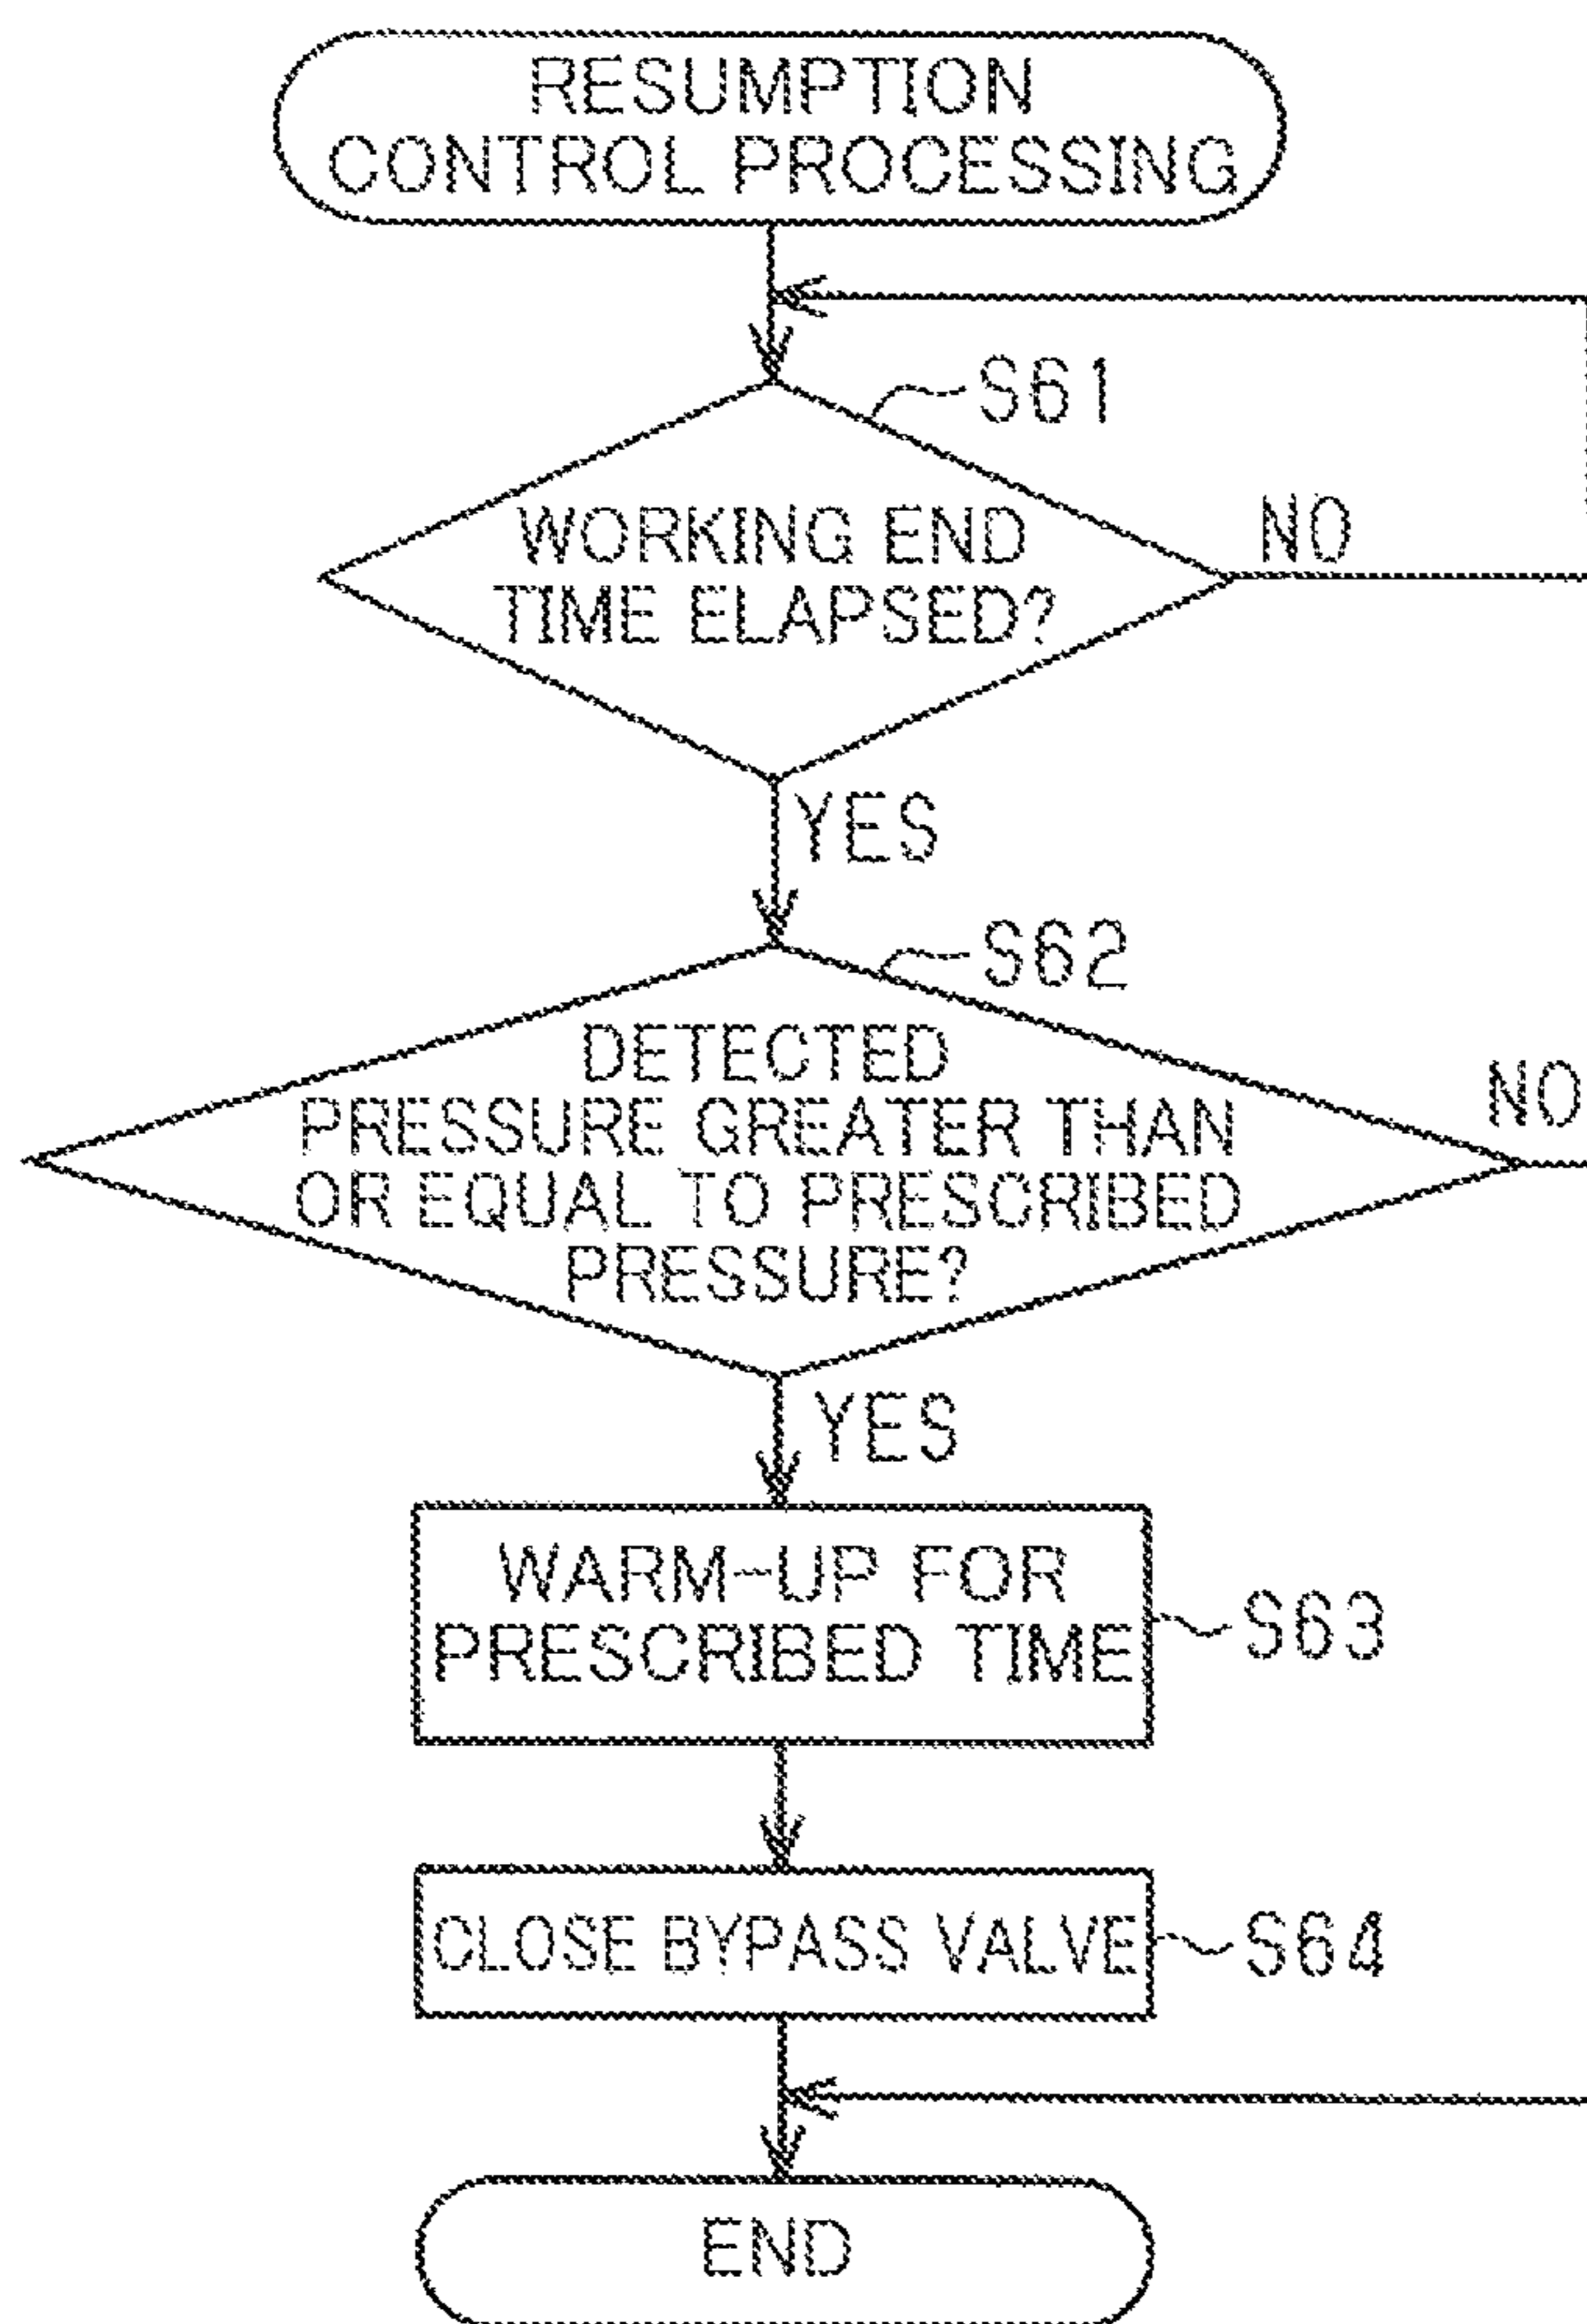 RESUMPTION
CONTROL PROCESSING
S61
WORKING END
TIME ELAPSED?
NO
YES
S62
DETECTED
PRESSURE GREATER THAN
OR EQUAL TO PRESCRIBED
PRESSURE?
NO
YES
WARM-UP FOR
PRESCRIBED TIME
S63
CLOSE BYPASS VALVE
S64
END